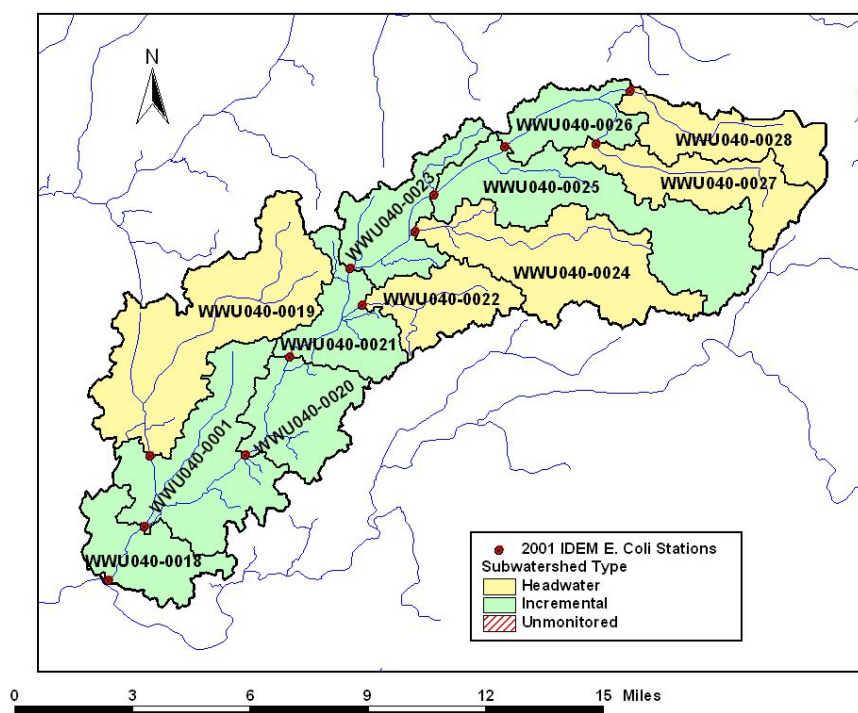 N
WWU040-0026
WWU040-0028
WWU040-0025
WWU040-0027
WWU040-0023
WWU040-0024
WWU040-0022
WWU040-0019
WWU040-0021
WWU040-0020
WWU040-0001
WWU040-0018
2001 IDEM E. Coli Stations
Subwatershed Type
Headwater
Incremental
Unmonitored
0 3 6 9 12 15 Miles